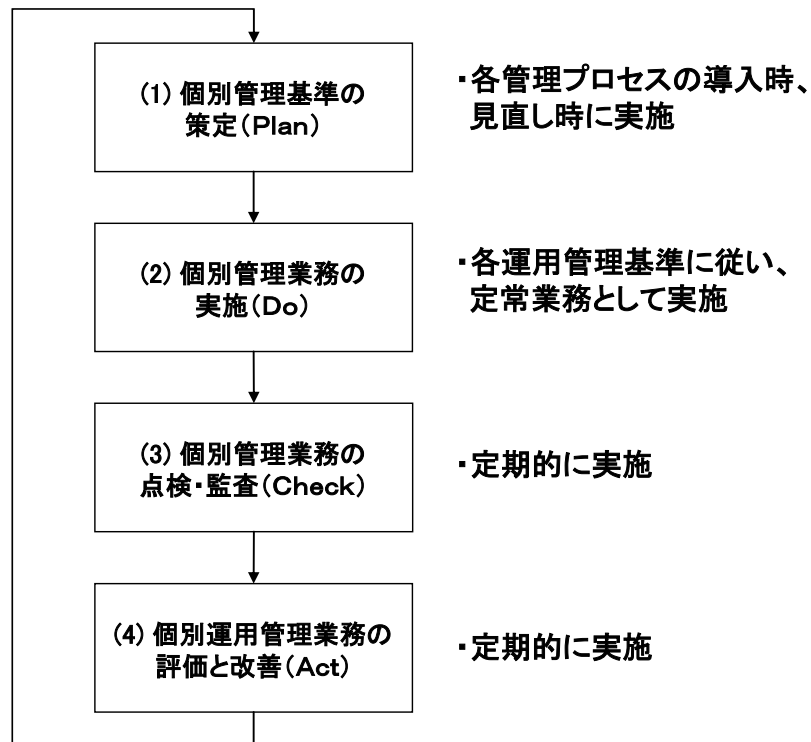 (1) 個別管理基準の
策定(Plan)
・各管理プロセスの導入時、
見直し時に実施
(2) 個別管理業務の
実施(Do)
・各運用管理基準に従い、
定常業務として実施
(3) 個別管理業務の
点検・監査(Check)
・定期的に実施
(4) 個別運用管理業務の
評価と改善(Act)
・定期的に実施